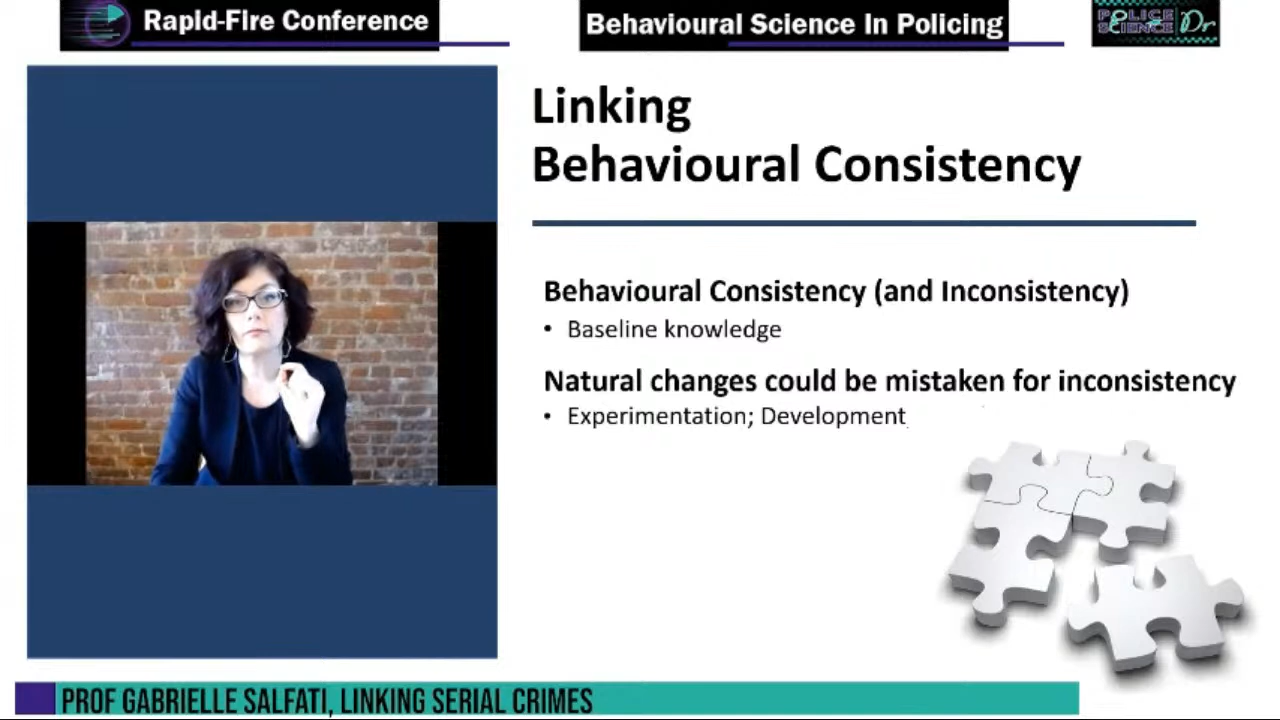 Rapid-Fire Conference
Behavioural Science In Policing
POLICE
SCIENCE Dr
Linking
Behavioural Consistency
Behavioural Consistency (and Inconsistency)
• Baseline knowledge
Natural changes could be mistaken for inconsistency
• Experimentation; Development
PROF GABRIELLE SALFATI, LINKING SERIAL CRIMES